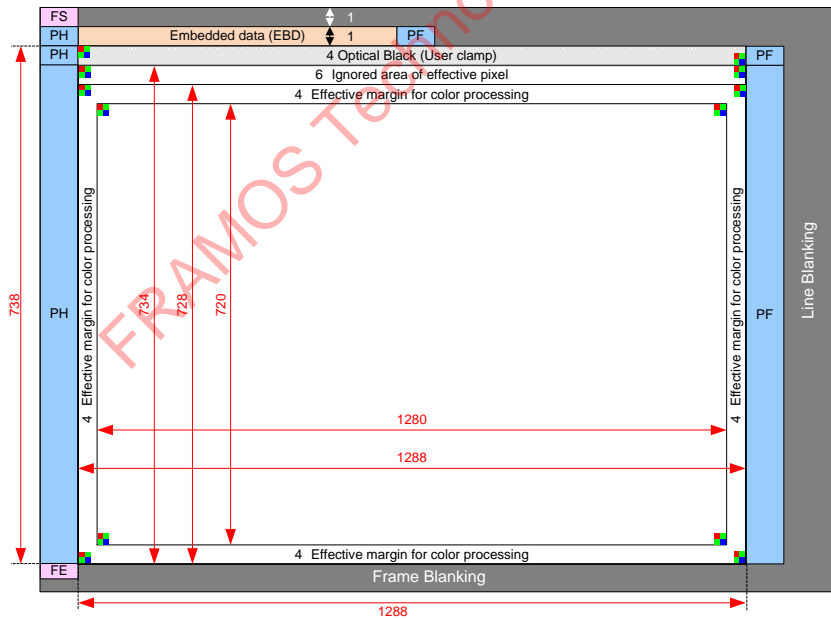 FS
1
PH
Embedded data (EBD)
1
PF
PH
4 Optical Black (User clamp)
PF
6 Ignored area of effective pixel
4 Effective margin for color processing
4 Effective margin for color processing
4 Effective margin for color processing
Line Blanking
738
PH
734
728
720
PF
FRAMOS Techno
1280
1288
4 Effective margin for color processing
FE
Frame Blanking
1288